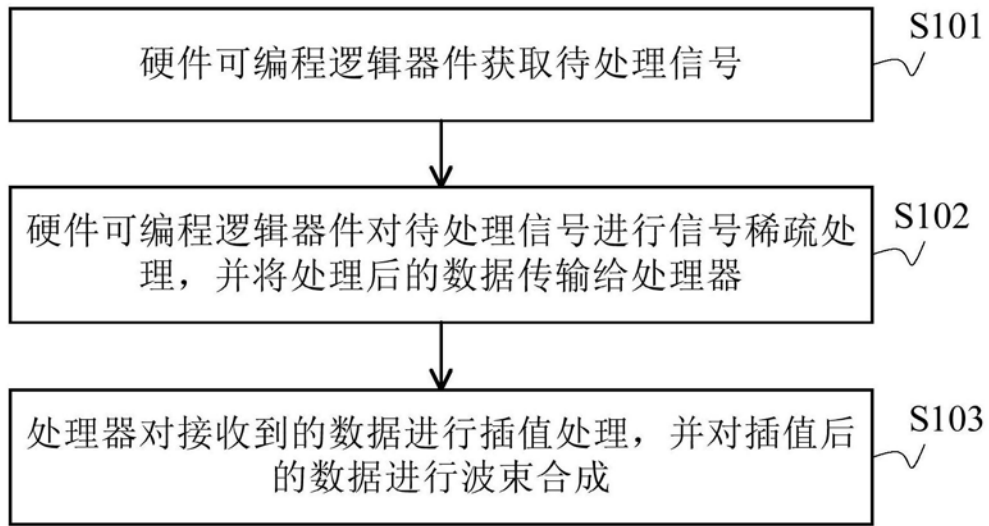 硬件可编程逻辑器件获取待处理信号
S101
硬件可编程逻辑器件对待处理信号进行信号稀疏处
理，并将处理后的数据传输给处理器
S102
处理器对接收到的数据进行插值处理，并对插值后
的数据进行波束合成
S103